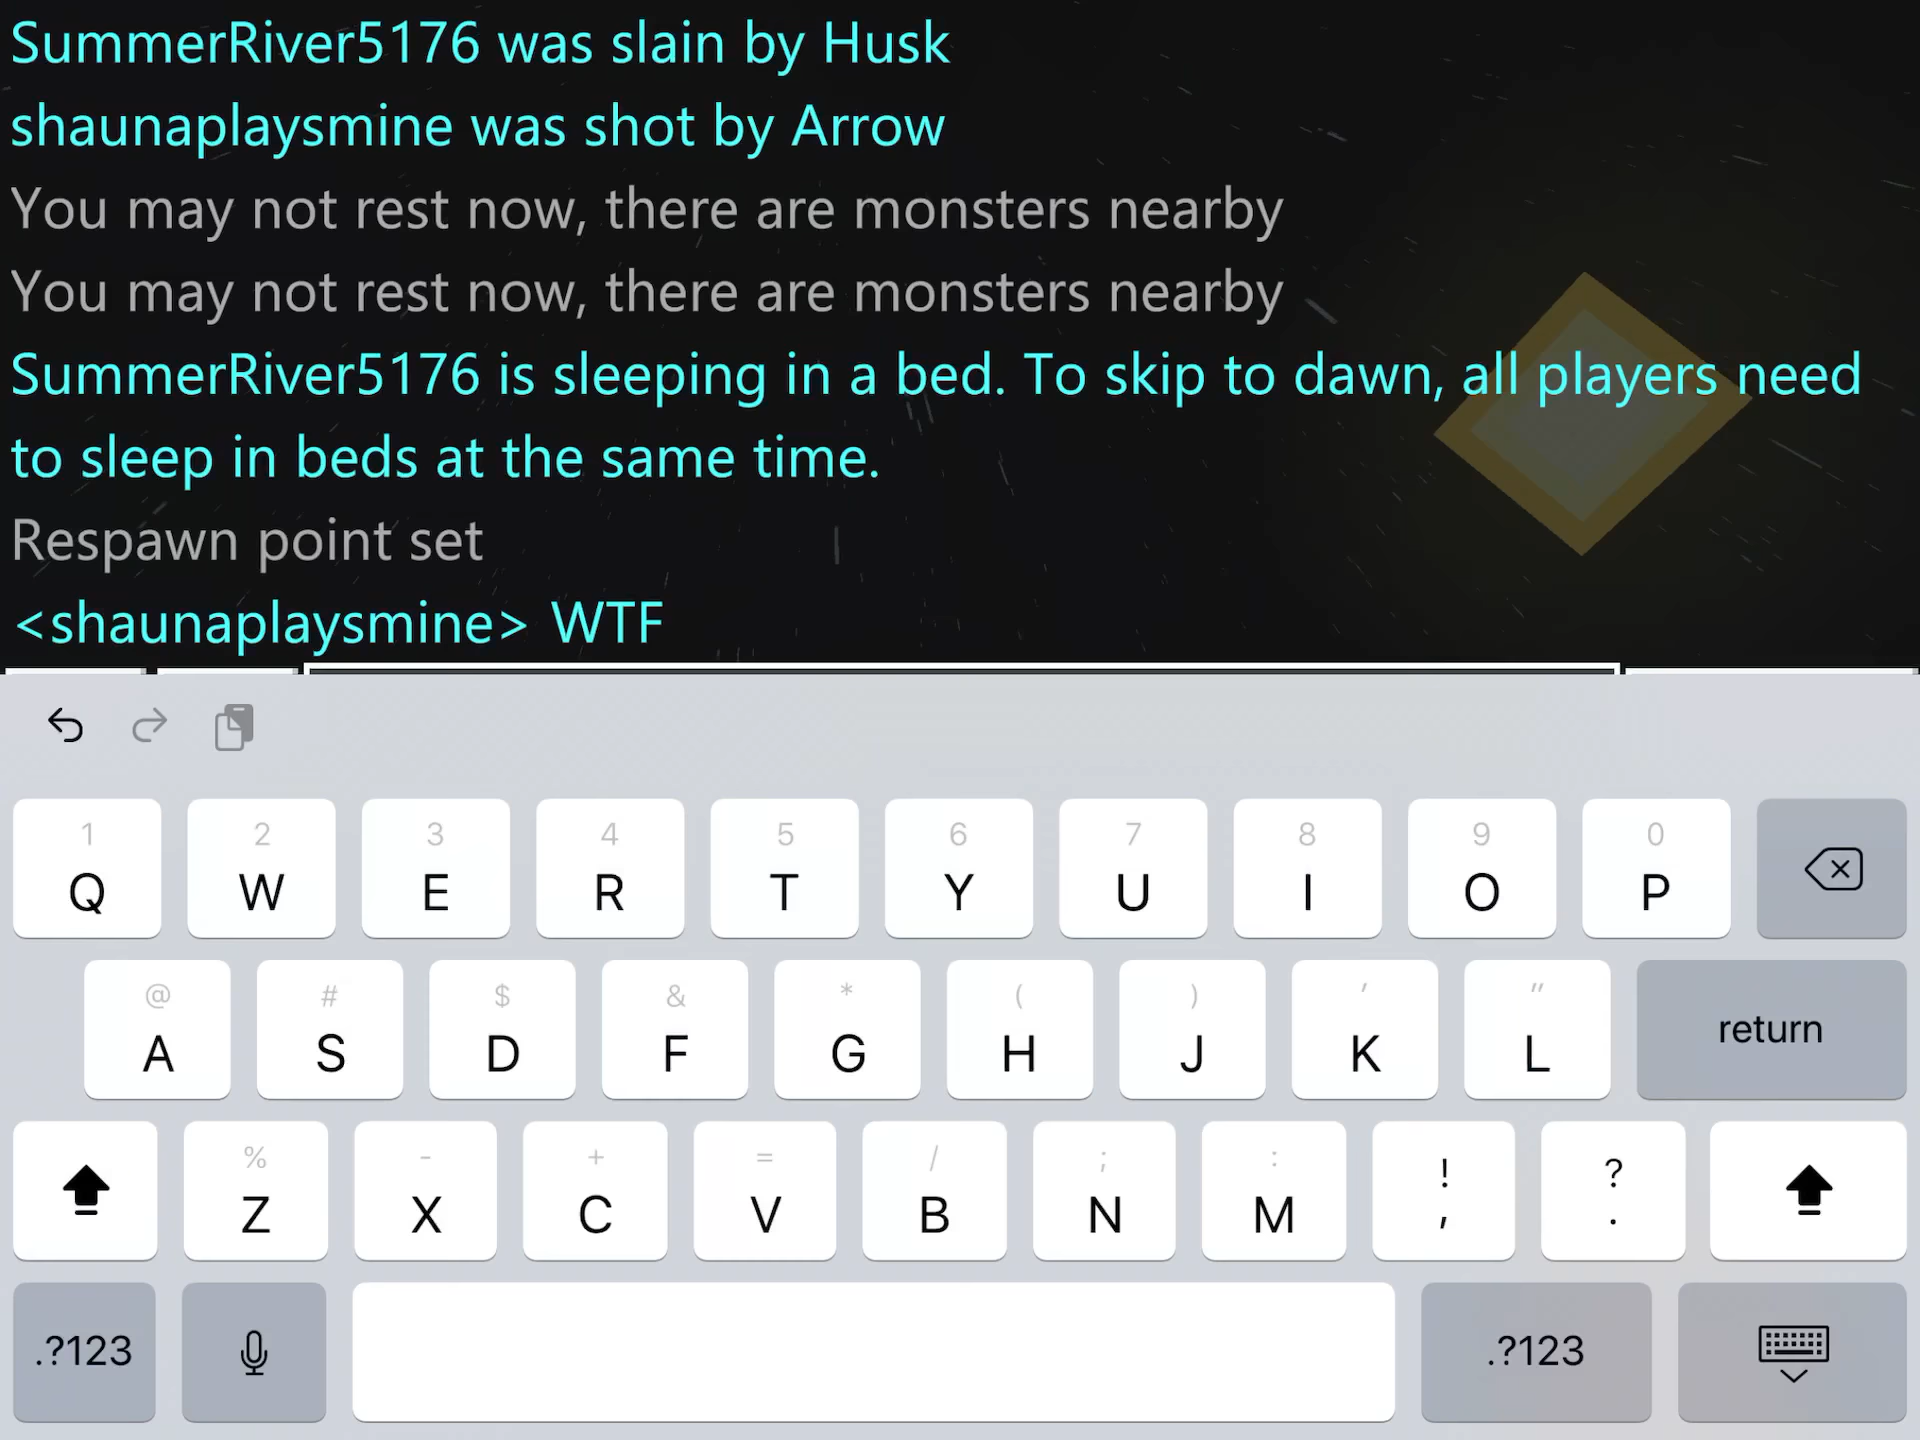 SummerRiver5176 was slain by Husk
shaunaplaysmine was shot by Arrow
You may not rest now, there are monsters nearby
You may not rest now, there are monsters nearby
SummerRiver5176 is sleeping in a bed. To skip to dawn, all players need
to sleep in beds at the same time.
Respawn point set
<shaunaplaysmine> WTF
1 2 3 4 5 6 7 8 9 0
Q W E R T Y U I O P
@ # $ & * ( ) ' "
A S D F G H J K L return
% - + = / ; : ! ?
Z X C V B N M , .
.?123 .?123